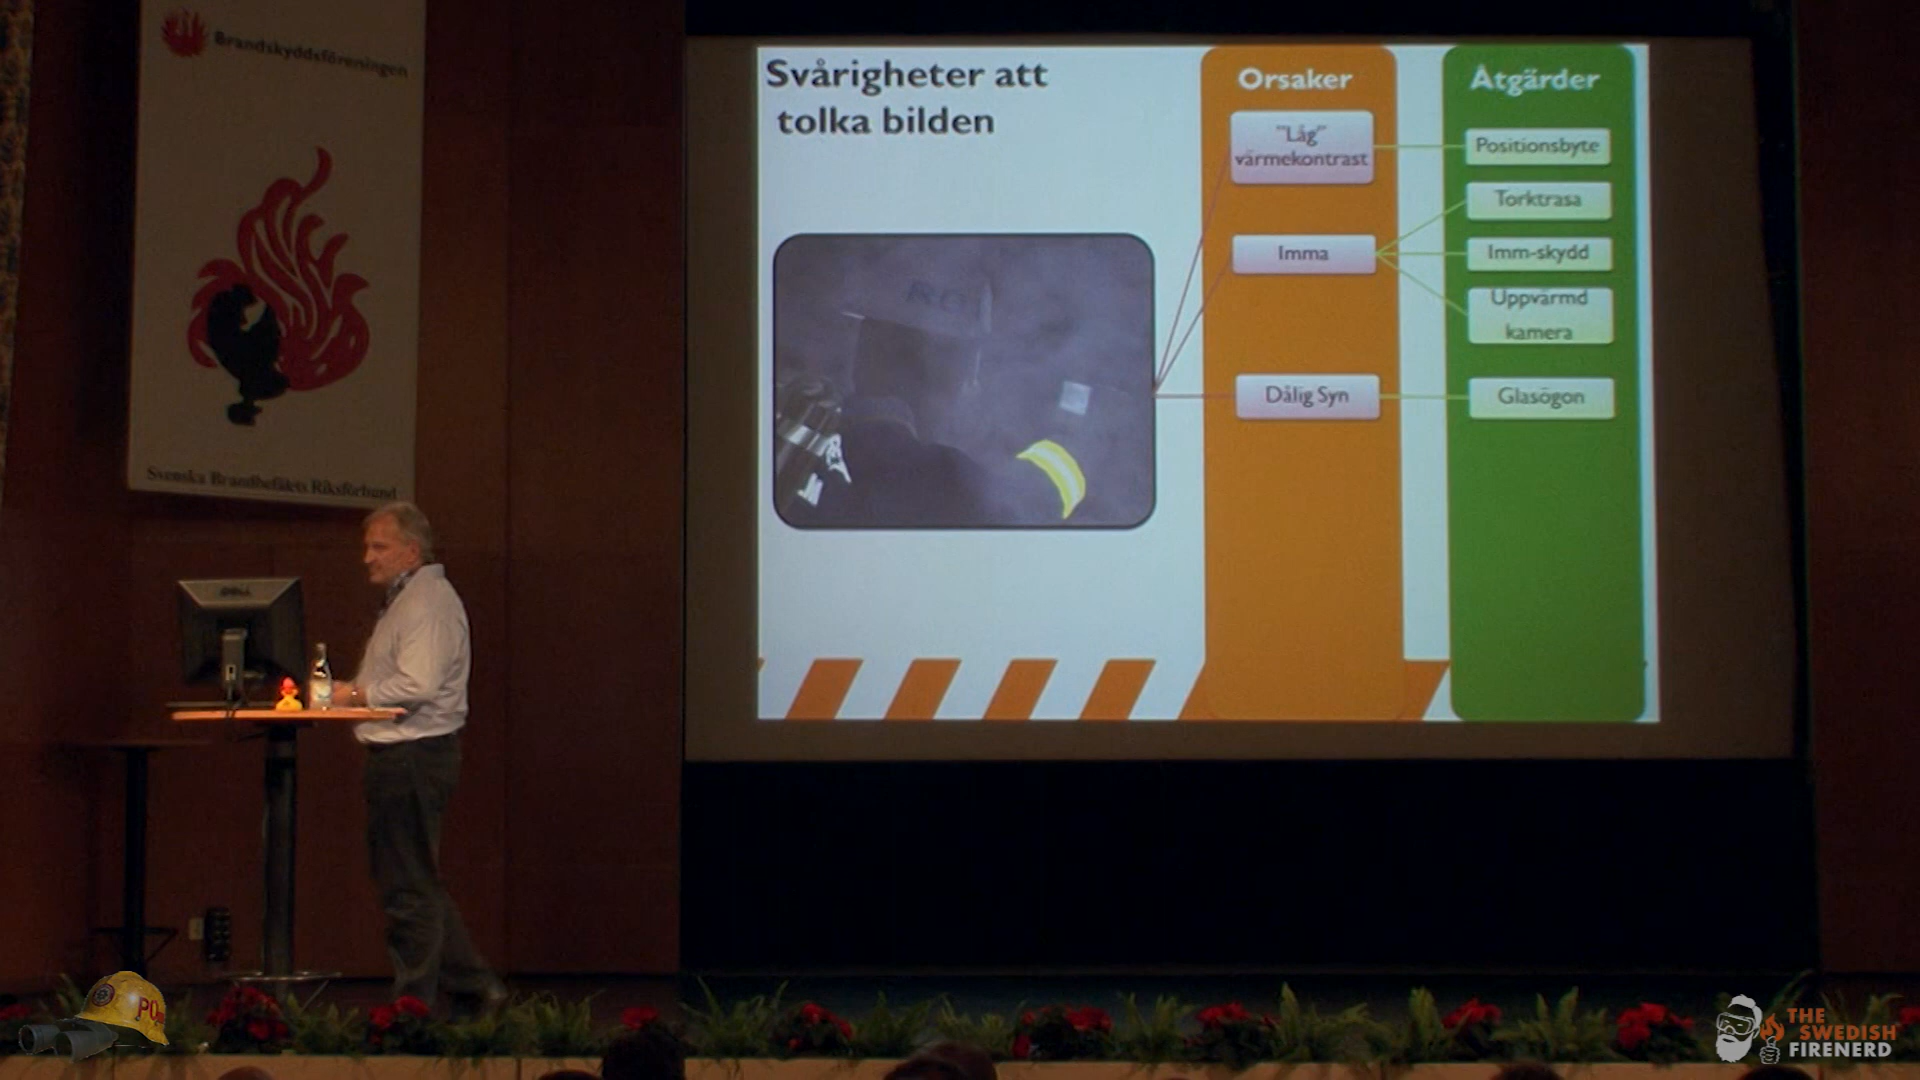 Brandskyddsföreningen
Svenska Brandbefälets Riksförbund
Svårigheter att
tolka bilden
Orsaker
"Låg"
värmekontrast
Imma
Dålig Syn
Åtgärder
Positionsbyte
Torktrasa
Imm-skydd
Uppvärmd
kamera
Glasögon
DELL
THE
SWEDISH
FIRENERD